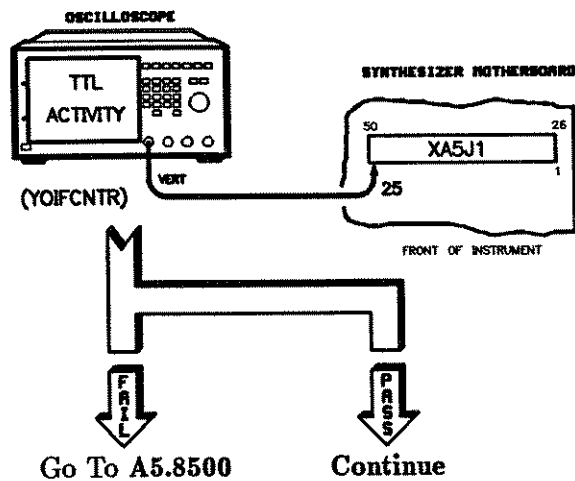 OSCILLOSCOPE
TTL
ACTIVITY
SYNTHESIZER MOTHERBOARD
50
26
XA5J1
1
VERT
25
(YOIFCNTR)
FRONT OF INSTRUMENT
FAIL
PASS
Go To A5.8500
Continue